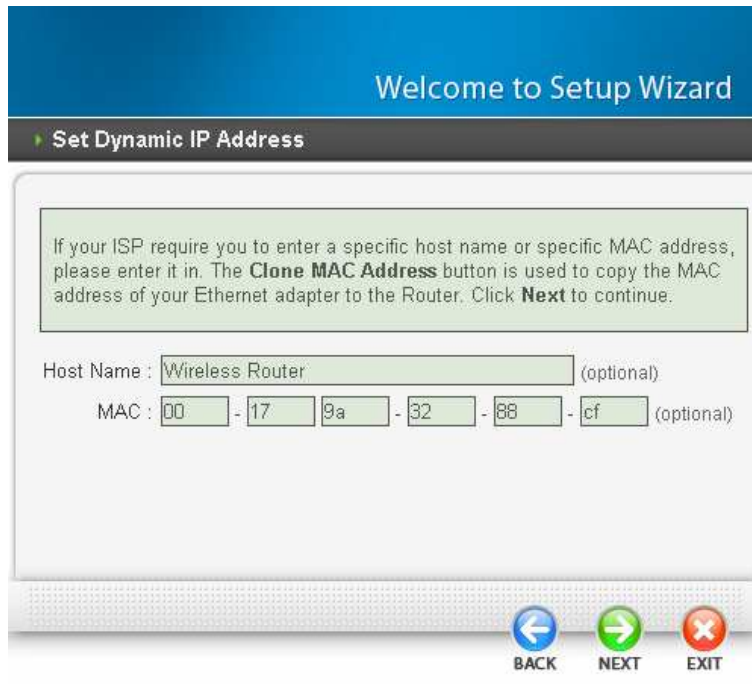 Welcome to Setup Wizard
Set Dynamic IP Address
If your ISP require you to enter a specific host name or specific MAC address,
please enter it in. The Clone MAC Address button is used to copy the MAC
address of your Ethernet adapter to the Router. Click Next to continue.
Host Name : Wireless Router (optional)
MAC : 00 - 17 9a - 32 - 88 - cf (optional)
BACK NEXT EXIT